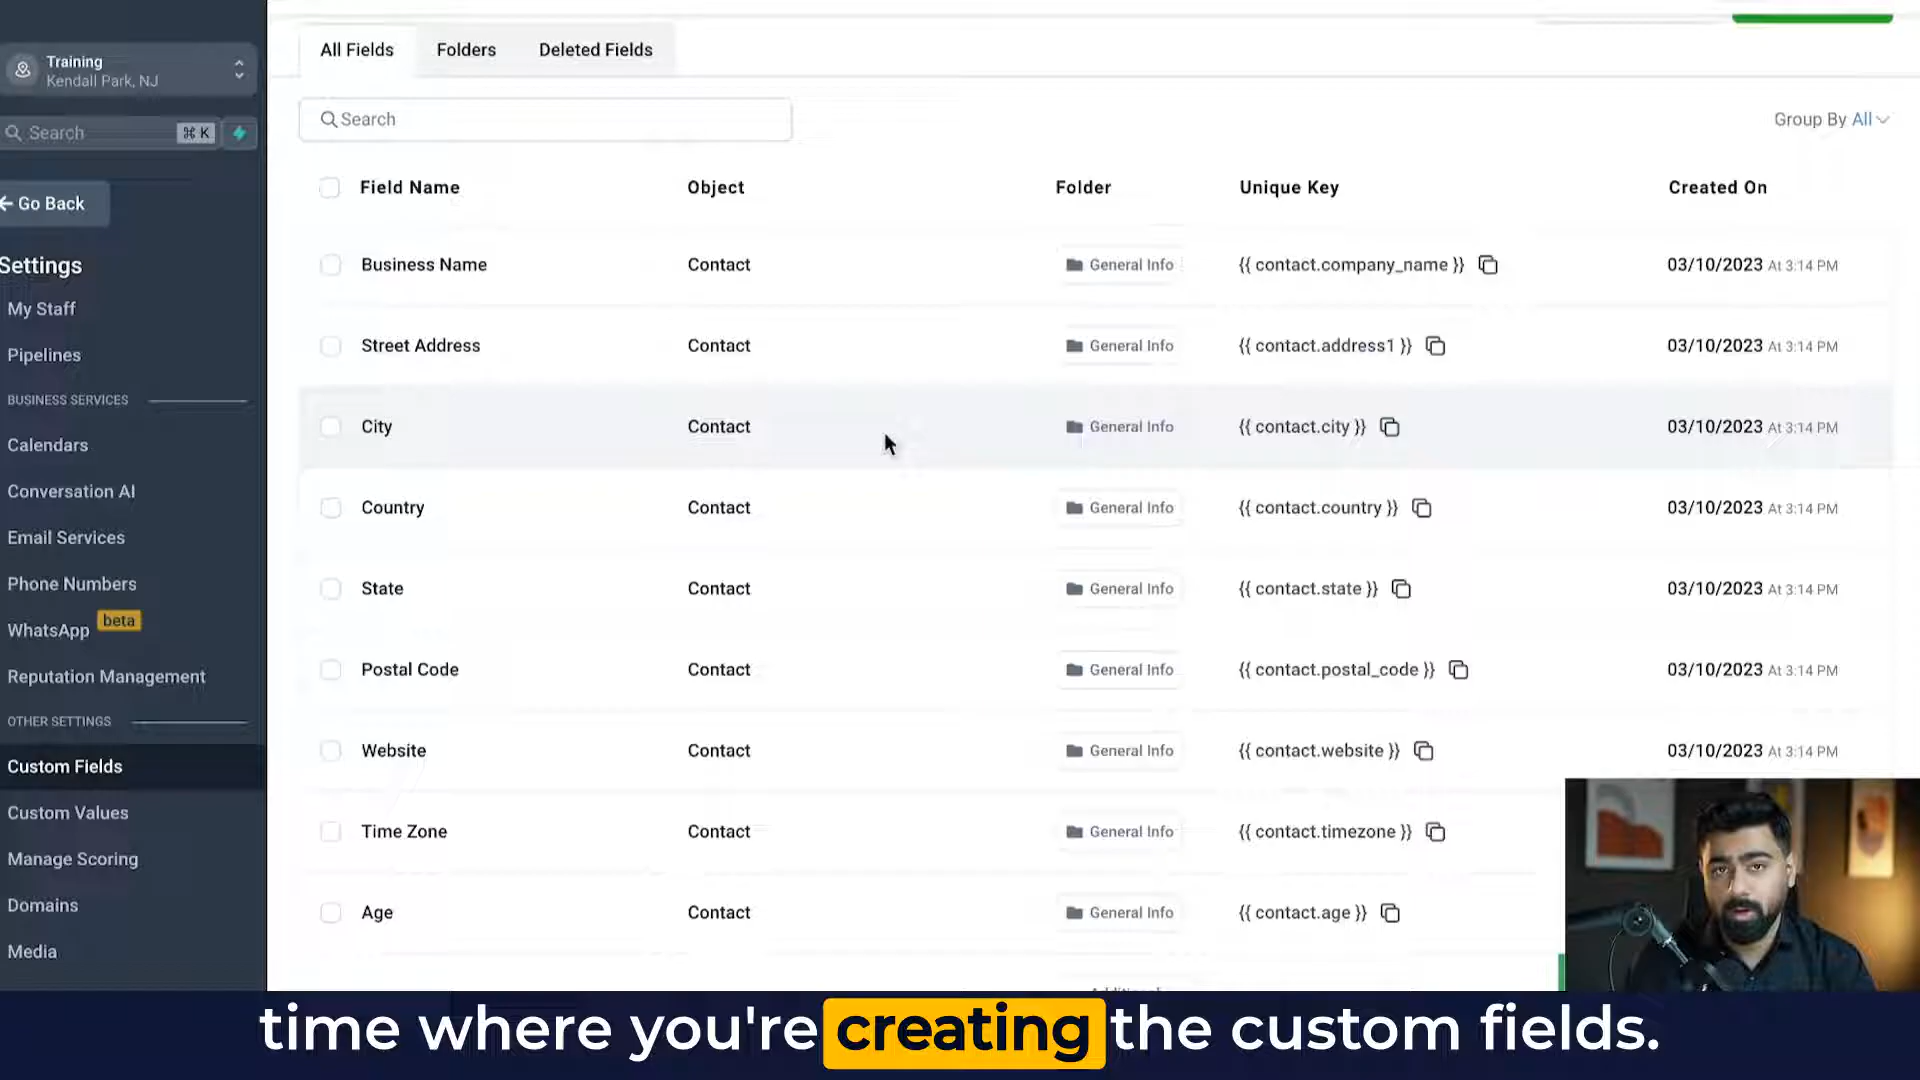 Training
Kendall Park, NJ
Search
⌘ K
Go Back
Settings
My Staff
Pipelines
BUSINESS SERVICES
Calendars
Conversation AI
Email Services
Phone Numbers
WhatsApp beta
Reputation Management
OTHER SETTINGS
Custom Fields
Custom Values
Manage Scoring
Domains
Media
All Fields Folders Deleted Fields
Search
Group By All
Field Name Object Folder Unique Key Created On
Business Name Contact General Info {{ contact.company_name }} 03/10/2023 At 3:14 PM
Street Address Contact General Info {{ contact.address1 }} 03/10/2023 At 3:14 PM
City Contact General Info {{ contact.city }} 03/10/2023 At 3:14 PM
Country Contact General Info {{ contact.country }} 03/10/2023 At 3:14 PM
State Contact General Info {{ contact.state }} 03/10/2023 At 3:14 PM
Postal Code Contact General Info {{ contact.postal_code }} 03/10/2023 At 3:14 PM
Website Contact General Info {{ contact.website }} 03/10/2023 At 3:14 PM
Time Zone Contact General Info {{ contact.timezone }}
Age Contact General Info {{ contact.age }}
time where you're creating the custom fields.